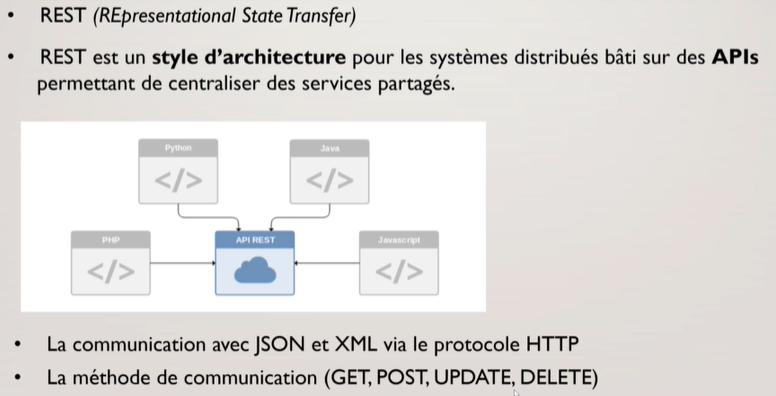 • REST (REpresentational State Transfer)
• REST est un style d'architecture pour les systèmes distribués bâti sur des APIs
permettant de centraliser des services partagés.
Python
Java
</>
</>
PHP
API REST
Javascript
</>
</>
• La communication avec JSON et XML via le protocole HTTP
• La méthode de communication (GET, POST, UPDATE, DELETE)